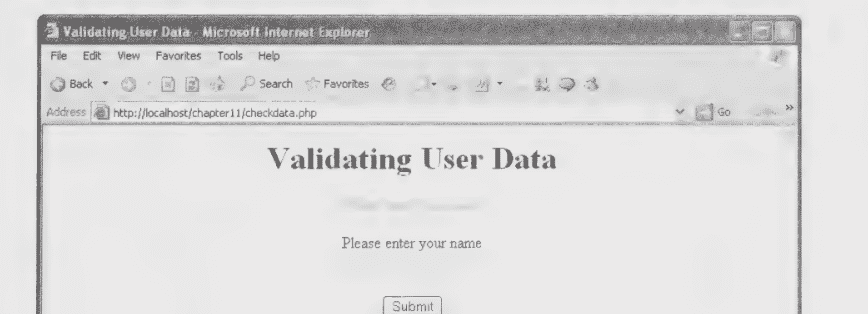 Validating User Data - Microsoft Internet Explorer
File Edit View Favorites Tools Help
Back Search Favorites
Address http://localhost/chapter11/checkdata.php Go »
Validating User Data
Please enter your name
Submit